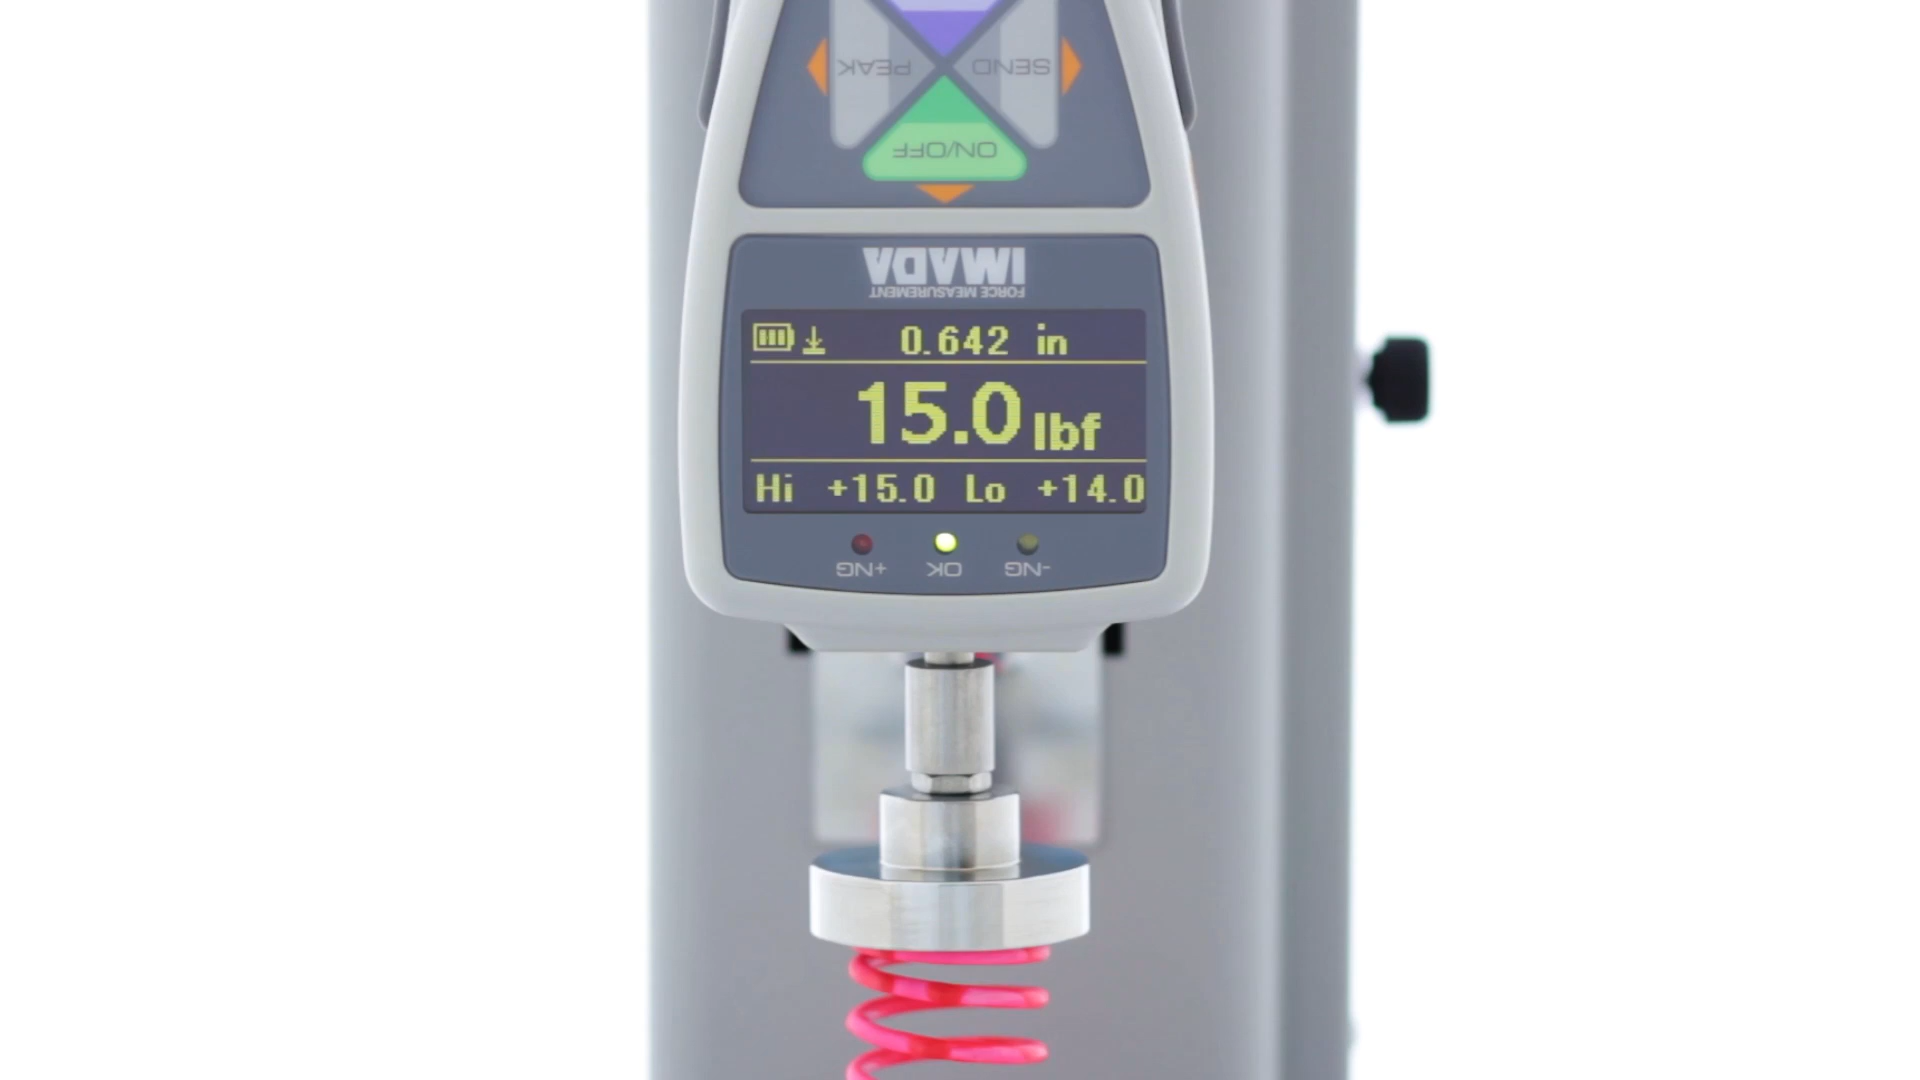 PEAK SEND
ON/OFF
IMADA
FORCE MEASUREMENT
0.642 in
15.0 lbf
Hi +15.0 Lo +14.0
+NG OK -NG